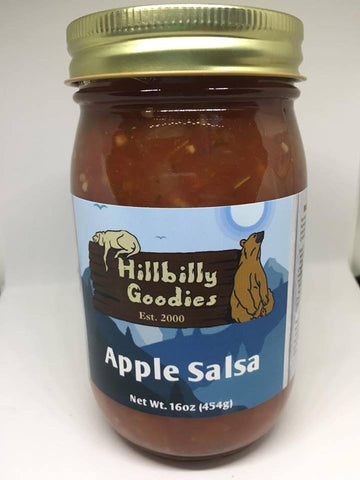 Hillbilly
Goodies
Est. 2000
Apple Salsa
Net Wt. 16oz (454g)